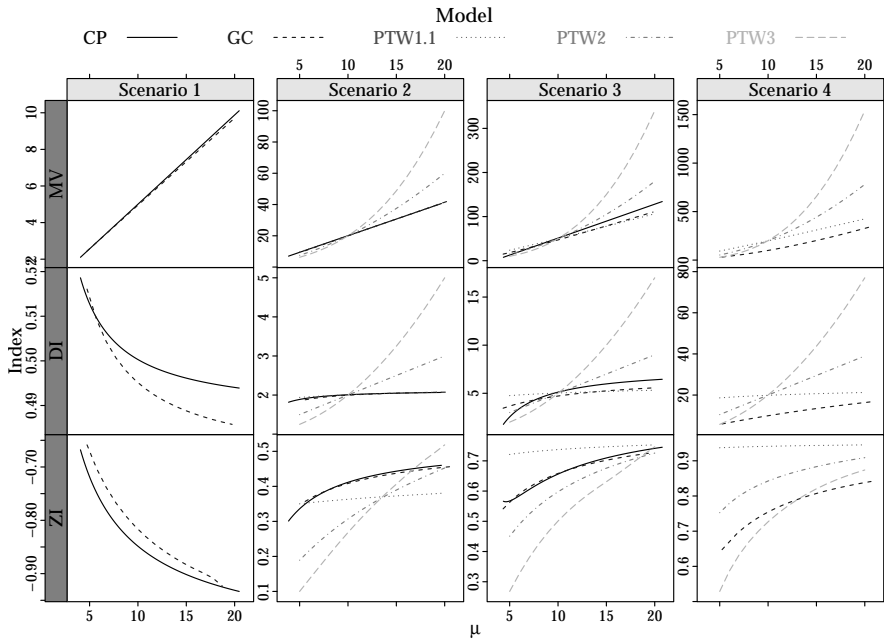 Model
CP GC PTW1.1 PTW2 PTW3
5 10 15 20 5 10 15 20
Scenario 1 Scenario 2 Scenario 3 Scenario 4
MV
2 4 6 8 10
20 40 60 80 100
0 100 200 300
0 500 1000 1500
Index
DI
0.49 0.50 0.51 0.52
1 2 3 4 5
5 10 15
20 40 60 80
ZI
−0.90 −0.80 −0.70
0.1 0.2 0.3 0.4 0.5
0.3 0.4 0.5 0.6 0.7
0.6 0.7 0.8 0.9
5 10 15 20 5 10 15 20
μ